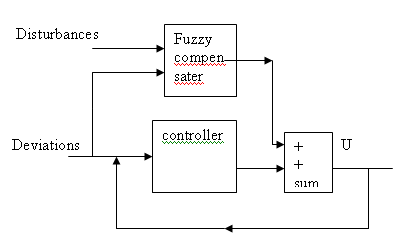 Disturbances
Fuzzy
compen
sater
Deviations
controller
+
+
sum
U